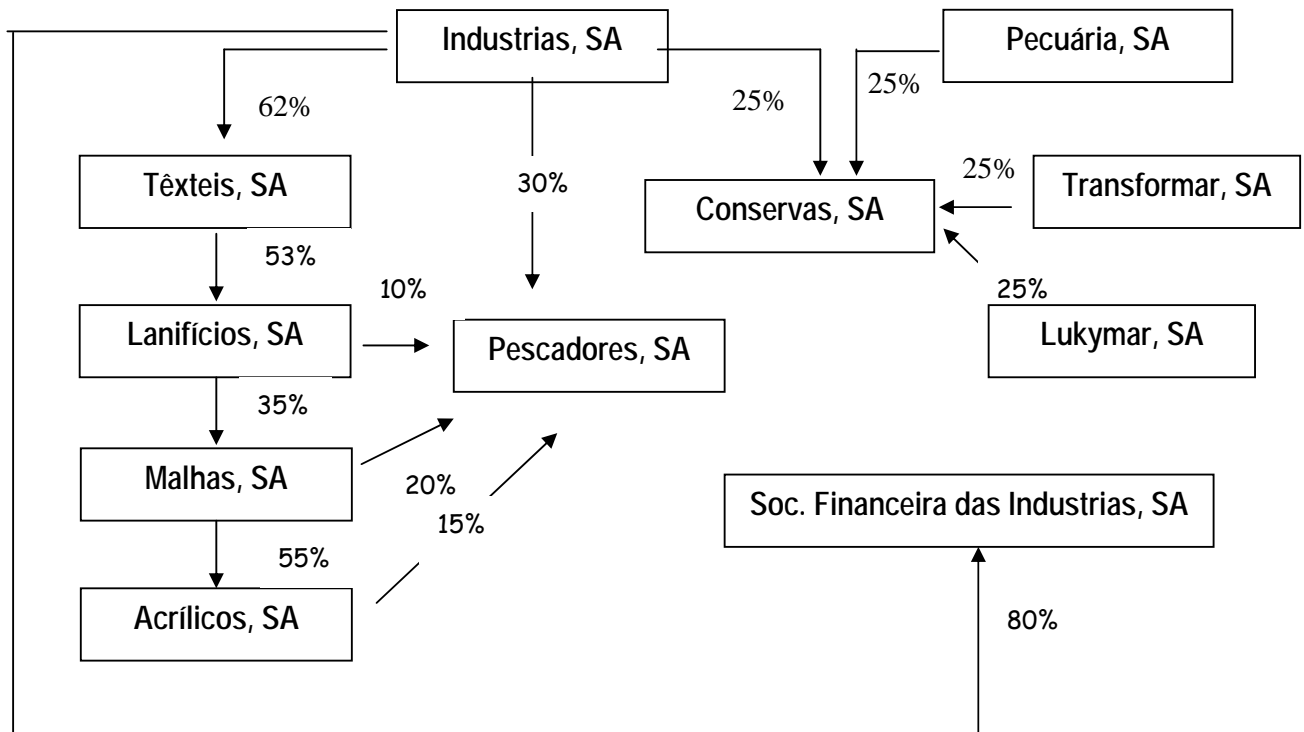 Industrias, SA
Pecuária, SA
62%
25%
25%
Têxteis, SA
30%
Conservas, SA
25%
Transformar, SA
53%
10%
25%
Lanifícios, SA
Pescadores, SA
Lukymar, SA
35%
Malhas, SA
20%
15%
Soc. Financeira das Industrias, SA
55%
Acrílicos, SA
80%